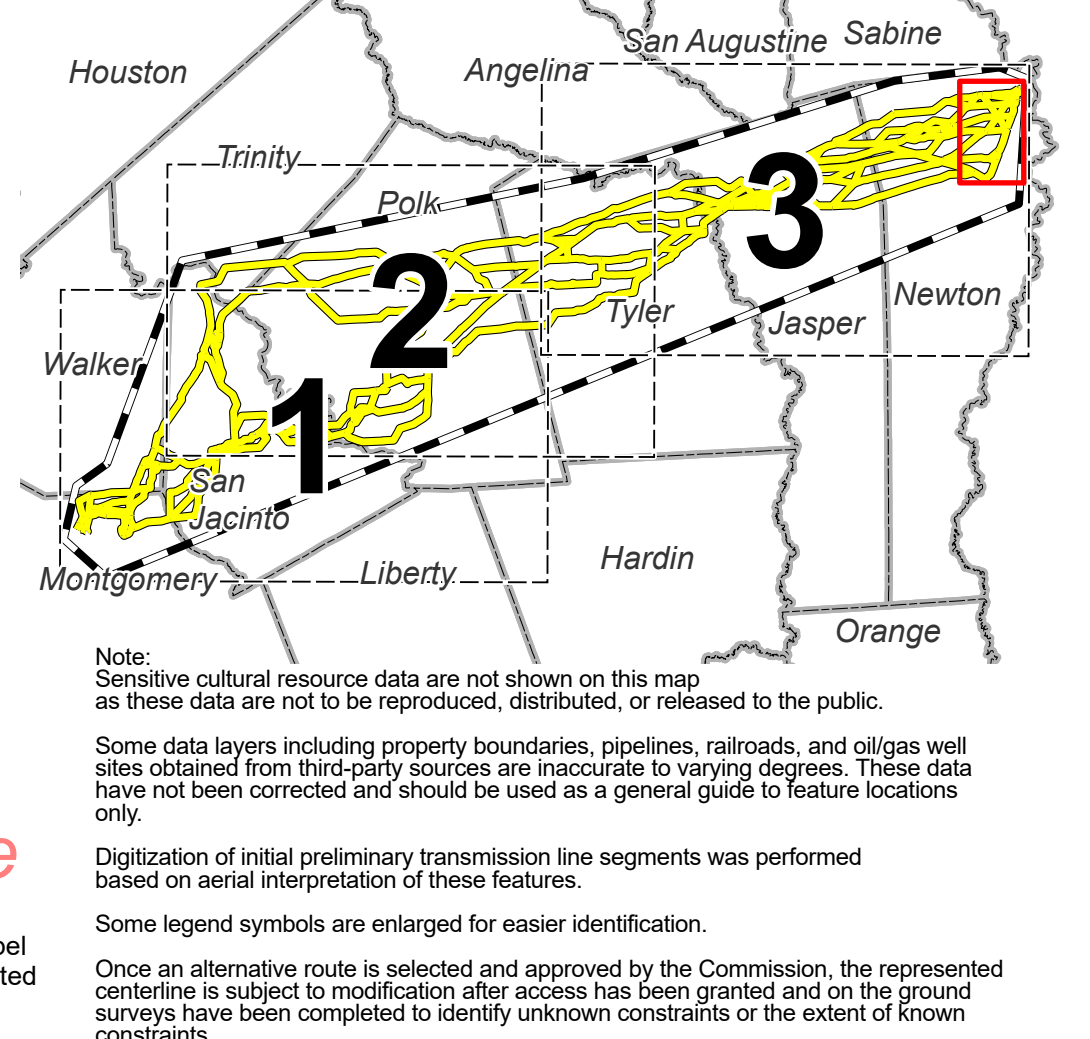 San Augustine
Sabine
Houston
Angelina
Trinity
Polk
3
2
Newton
Tyler
Jasper
Walker
1
San
Jacinto
Hardin
Montgomery
Liberty
Orange
Note:
Sensitive cultural resource data are not shown on this map
as these data are not to be reproduced, distributed, or released to the public.
Some data layers including property boundaries, pipelines, railroads, and oil/gas well
sites obtained from third-party sources are inaccurate to varying degrees. These data
have not been corrected and should be used as a general guide to feature locations
only.
e
Digitization of initial preliminary transmission line segments was performed
based on aerial interpretation of these features.
Some legend symbols are enlarged for easier identification.
Once an alternative route is selected and approved by the Commission, the represented
centerline is subject to modification after access has been granted and on the ground
surveys have been completed to identify unknown constraints or the extent of known
constraints